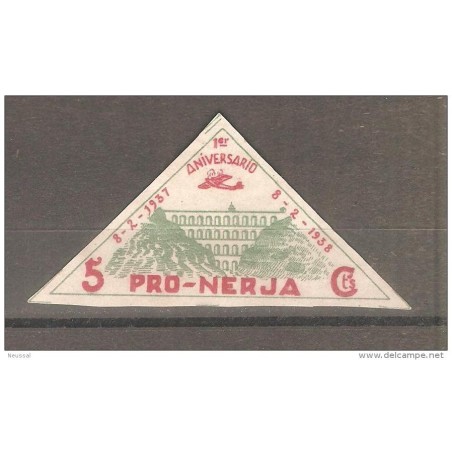 1er
ANIVERSARIO
8-2-1937
8-2-1938
5 PRO-NERJA Cts
Neussal
www.delcampe.net